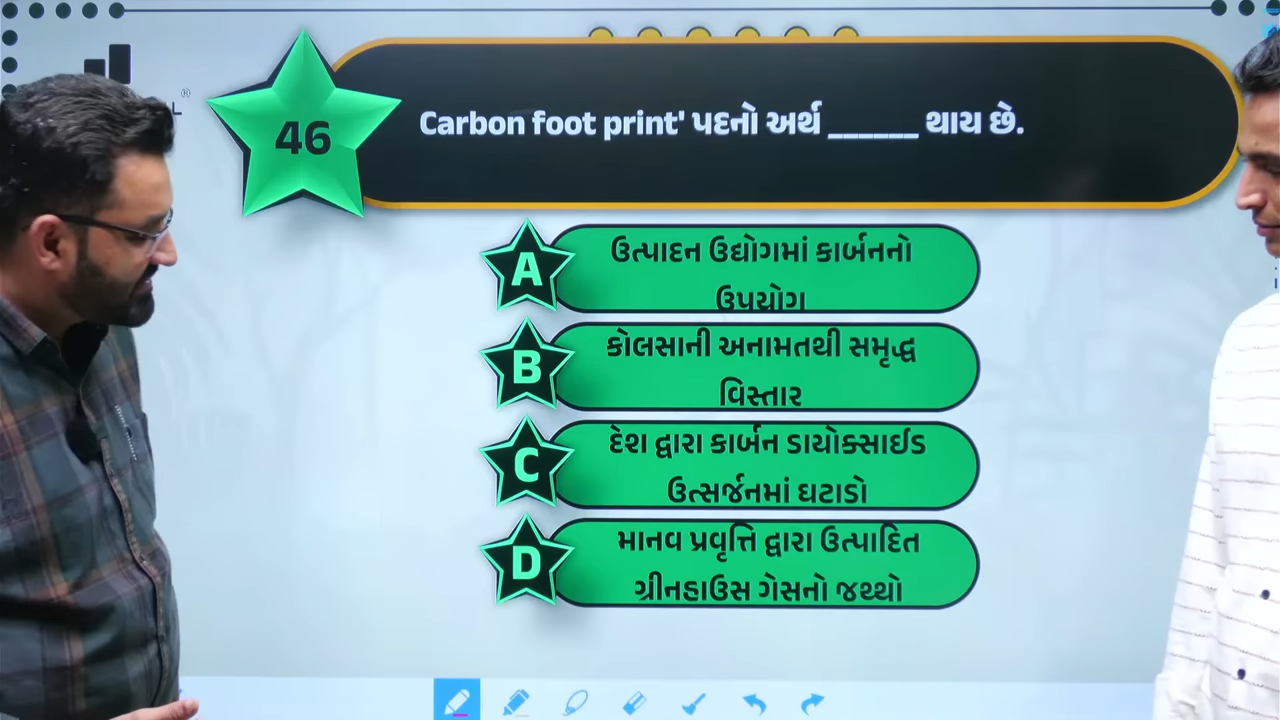 46
Carbon foot print' પદનો અર્થ ______ થાય છે.
A
ઉત્પાદન ઉદ્યોગમાં કાર્બનનો
ઉપયોગ
B
કોલસાની અનામતથી સમૃદ્ધ
વિસ્તાર
C
દેશ દ્વારા કાર્બન ડાયોક્સાઈડ
ઉત્સર્જનમાં ઘટાડો
D
માનવ પ્રવૃત્તિ દ્વારા ઉત્પાદિત
ગ્રીનહાઉસ ગેસનો જથ્થો